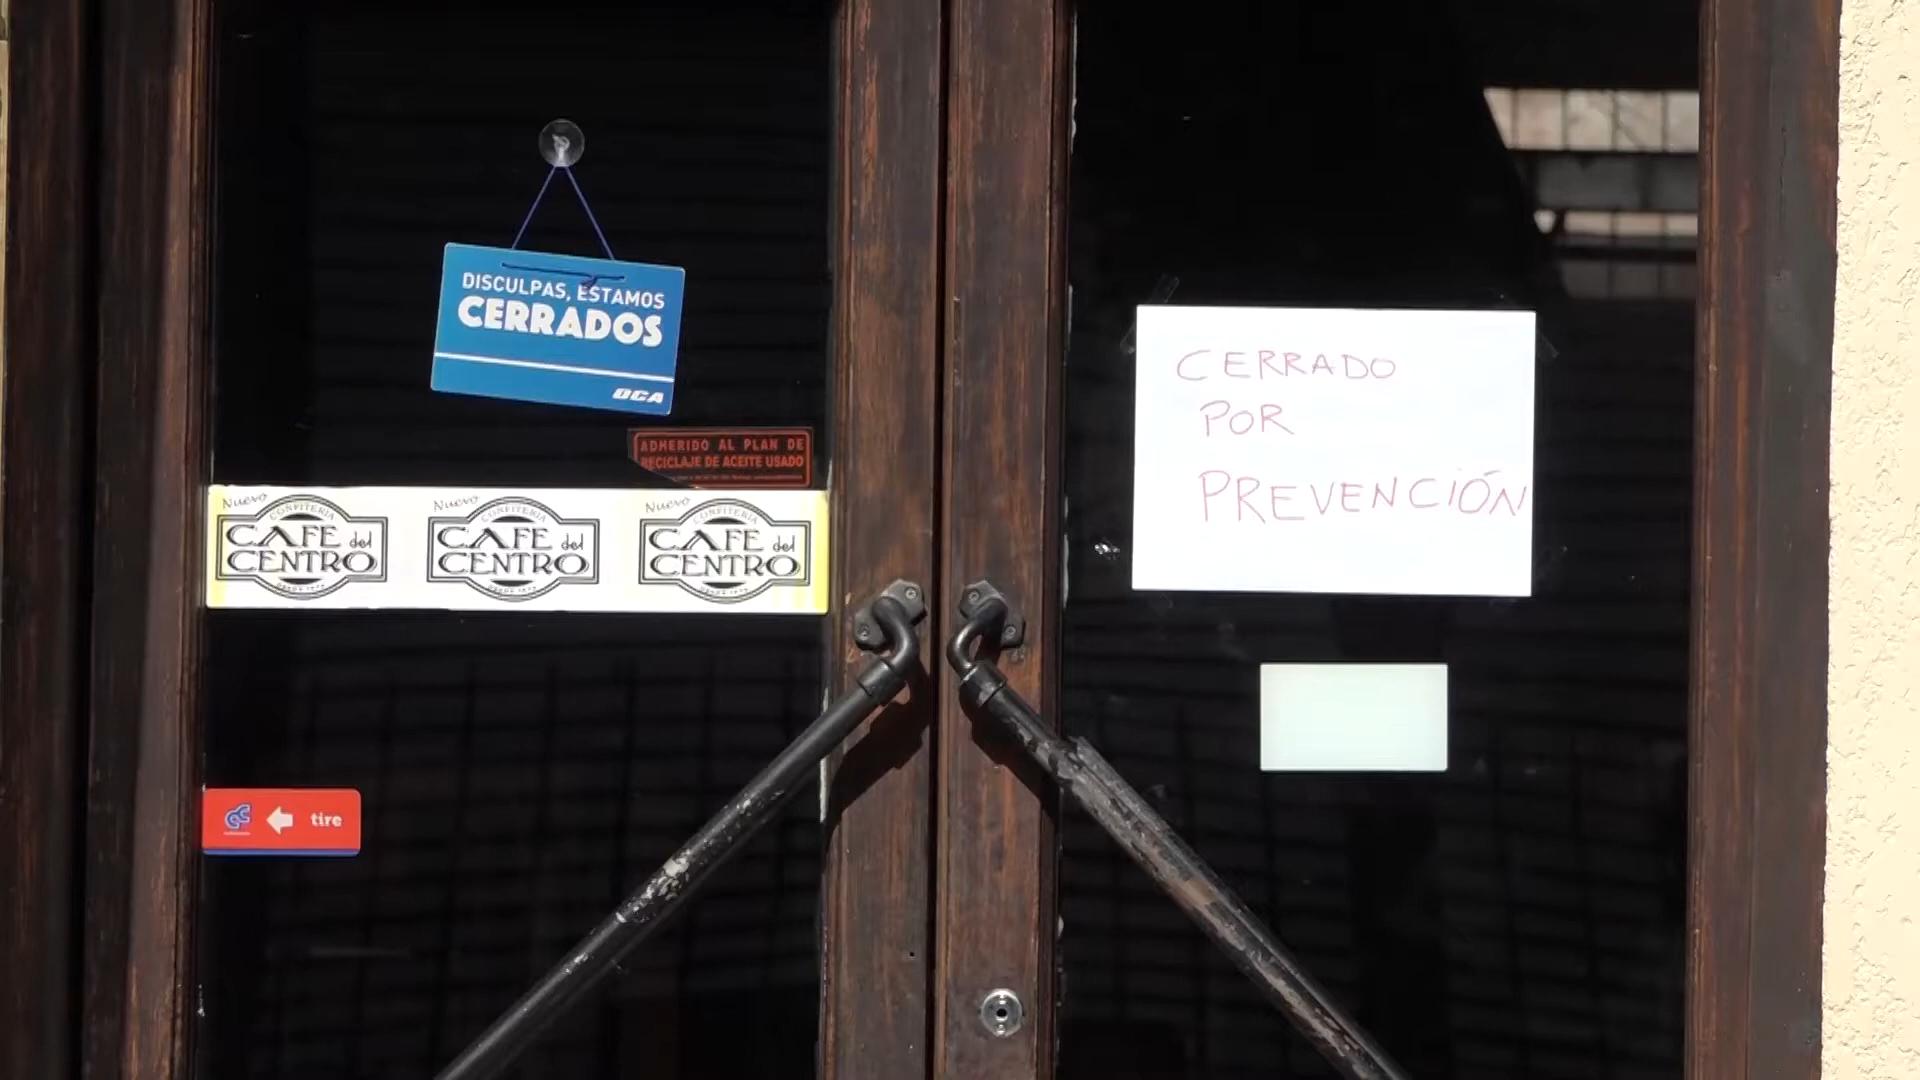 DISCULPAS, ESTAMOS
CERRADOS
OCA
ADHERIDO AL PLAN DE
RECICLAJE DE ACEITE USADO
Nuevo
CONFITERIA
CAFE del
CENTRO
Nuevo
CONFITERIA
CAFE del
CENTRO
Nuevo
CONFITERIA
CAFE del
CENTRO
tire
CERRADO
POR
PREVENCIÓN